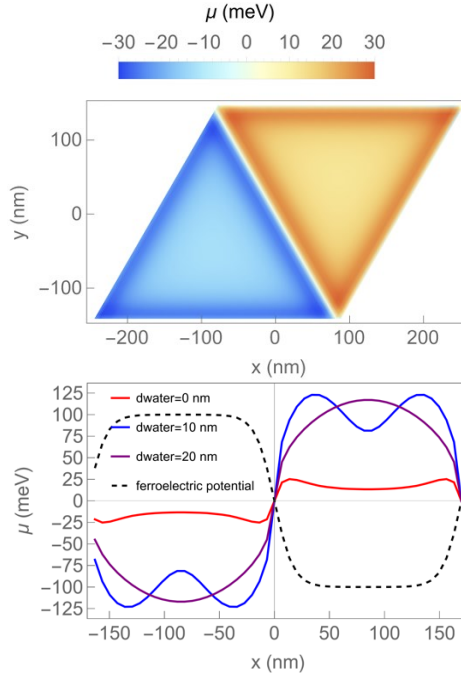 μ (meV)
−30 −20 −10 0 10 20 30
100
0
−100
y (nm)
−200 −100 0 100 200
x (nm)
125
100
75
50
25
0
−25
−50
−75
−100
−125
μ (meV)
dwater=0 nm
dwater=10 nm
dwater=20 nm
ferroelectric potential
−150 −100 −50 0 50 100 150
x (nm)